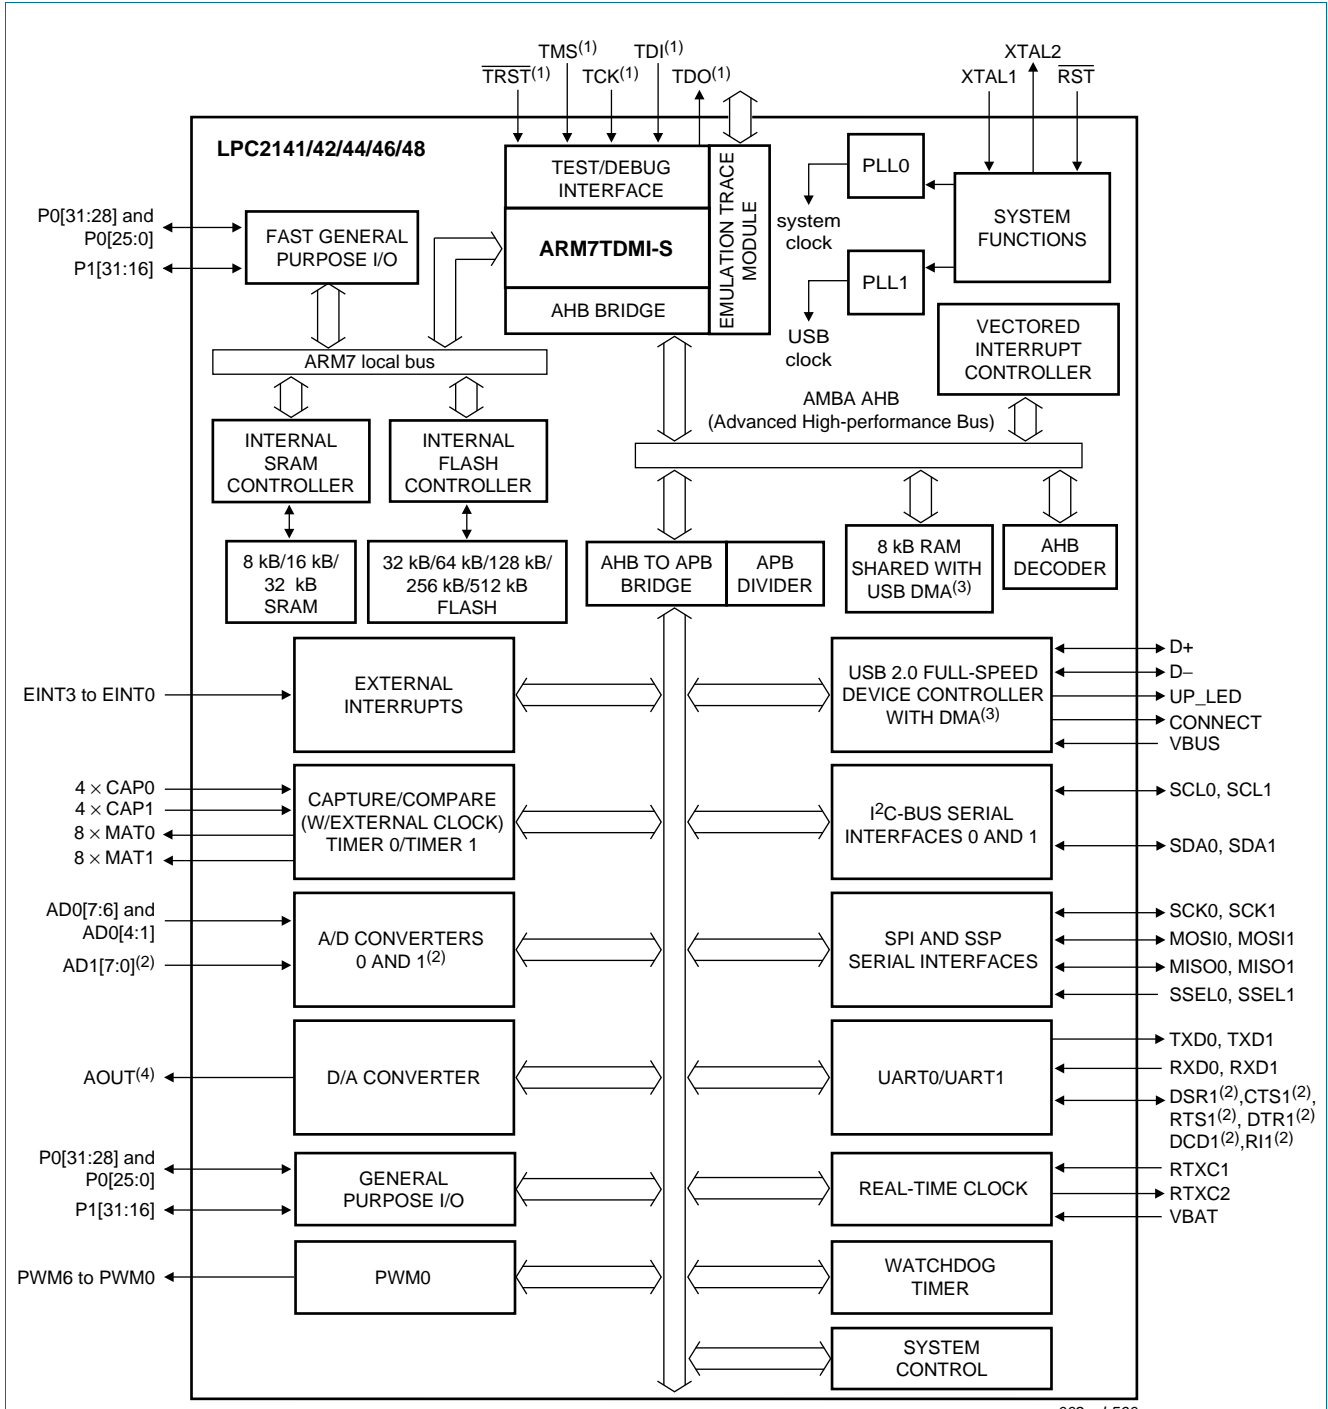 TMS(1)
TDI(1)
TRST(1)
TCK(1)
TDO(1)
XTAL2
XTAL1
RST
LPC2141/42/44/46/48
TEST/DEBUG
INTERFACE
ARM7TDMI-S
AHB BRIDGE
EMULATION TRACE
MODULE
PLL0
system
clock
PLL1
USB
clock
SYSTEM
FUNCTIONS
P0[31:28] and
P0[25:0]
P1[31:16]
FAST GENERAL
PURPOSE I/O
VECTORED
INTERRUPT
CONTROLLER
ARM7 local bus
AMBA AHB
(Advanced High-performance Bus)
INTERNAL
SRAM
CONTROLLER
INTERNAL
FLASH
CONTROLLER
8 kB/16 kB/
32 kB
SRAM
32 kB/64 kB/128 kB/
256 kB/512 kB
FLASH
AHB TO APB
BRIDGE
APB
DIVIDER
8 kB RAM
SHARED WITH
USB DMA(3)
AHB
DECODER
EINT3 to EINT0
EXTERNAL
INTERRUPTS
USB 2.0 FULL-SPEED
DEVICE CONTROLLER
WITH DMA(3)
D+
D−
UP_LED
CONNECT
VBUS
4 × CAP0
4 × CAP1
8 × MAT0
8 × MAT1
CAPTURE/COMPARE
(W/EXTERNAL CLOCK)
TIMER 0/TIMER 1
I2C-BUS SERIAL
INTERFACES 0 AND 1
SCL0, SCL1
SDA0, SDA1
AD0[7:6] and
AD0[4:1]
AD1[7:0](2)
A/D CONVERTERS
0 AND 1(2)
SPI AND SSP
SERIAL INTERFACES
SCK0, SCK1
MOSI0, MOSI1
MISO0, MISO1
SSEL0, SSEL1
AOUT(4)
D/A CONVERTER
UART0/UART1
TXD0, TXD1
RXD0, RXD1
DSR1(2),CTS1(2),
RTS1(2), DTR1(2)
DCD1(2),RI1(2)
P0[31:28] and
P0[25:0]
P1[31:16]
GENERAL
PURPOSE I/O
REAL-TIME CLOCK
RTXC1
RTXC2
VBAT
PWM6 to PWM0
PWM0
WATCHDOG
TIMER
SYSTEM
CONTROL